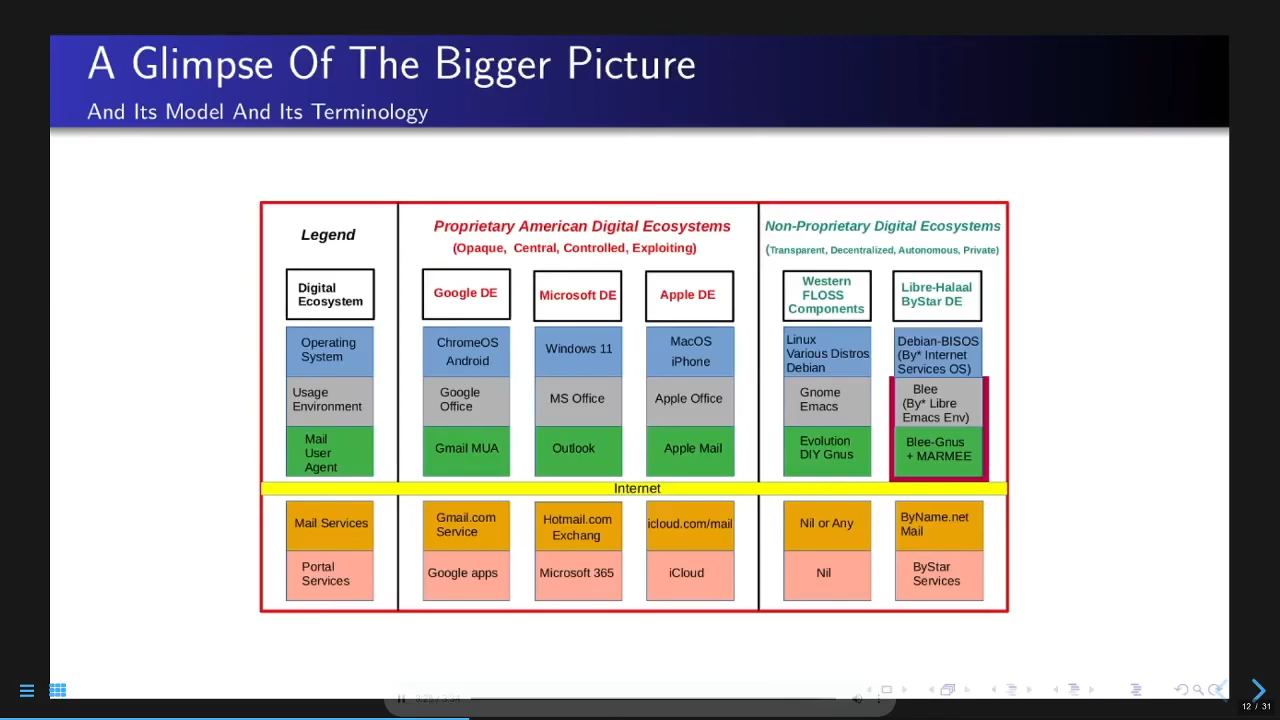 A Glimpse Of The Bigger Picture
And Its Model And Its Terminology
Legend
Proprietary American Digital Ecosystems
(Opaque, Central, Controlled, Exploiting)
Non-Proprietary Digital Ecosystems
(Transparent, Decentralized, Autonomous, Private)
Digital
Ecosystem
Google DE
Microsoft DE
Apple DE
Western
FLOSS
Components
Libre-Halaal
ByStar DE
Operating
System
ChromeOS
Android
Windows 11
MacOS
iPhone
Linux
Various Distros
Debian
Debian-BISOS
(By* Internet
Services OS)
Usage
Environment
Google
Office
MS Office
Apple Office
Gnome
Emacs
Blee
(By* Libre
Emacs Env)
Mail
User
Agent
Gmail MUA
Outlook
Apple Mail
Evolution
DIY Gnus
Blee-Gnus
+ MARMEE
Internet
Mail Services
Gmail.com
Service
Hotmail.com
Exchang
icloud.com/mail
Nil or Any
ByName.net
Mail
Portal
Services
Google apps
Microsoft 365
iCloud
Nil
ByStar
Services
3:28 / 3:34
12 / 31